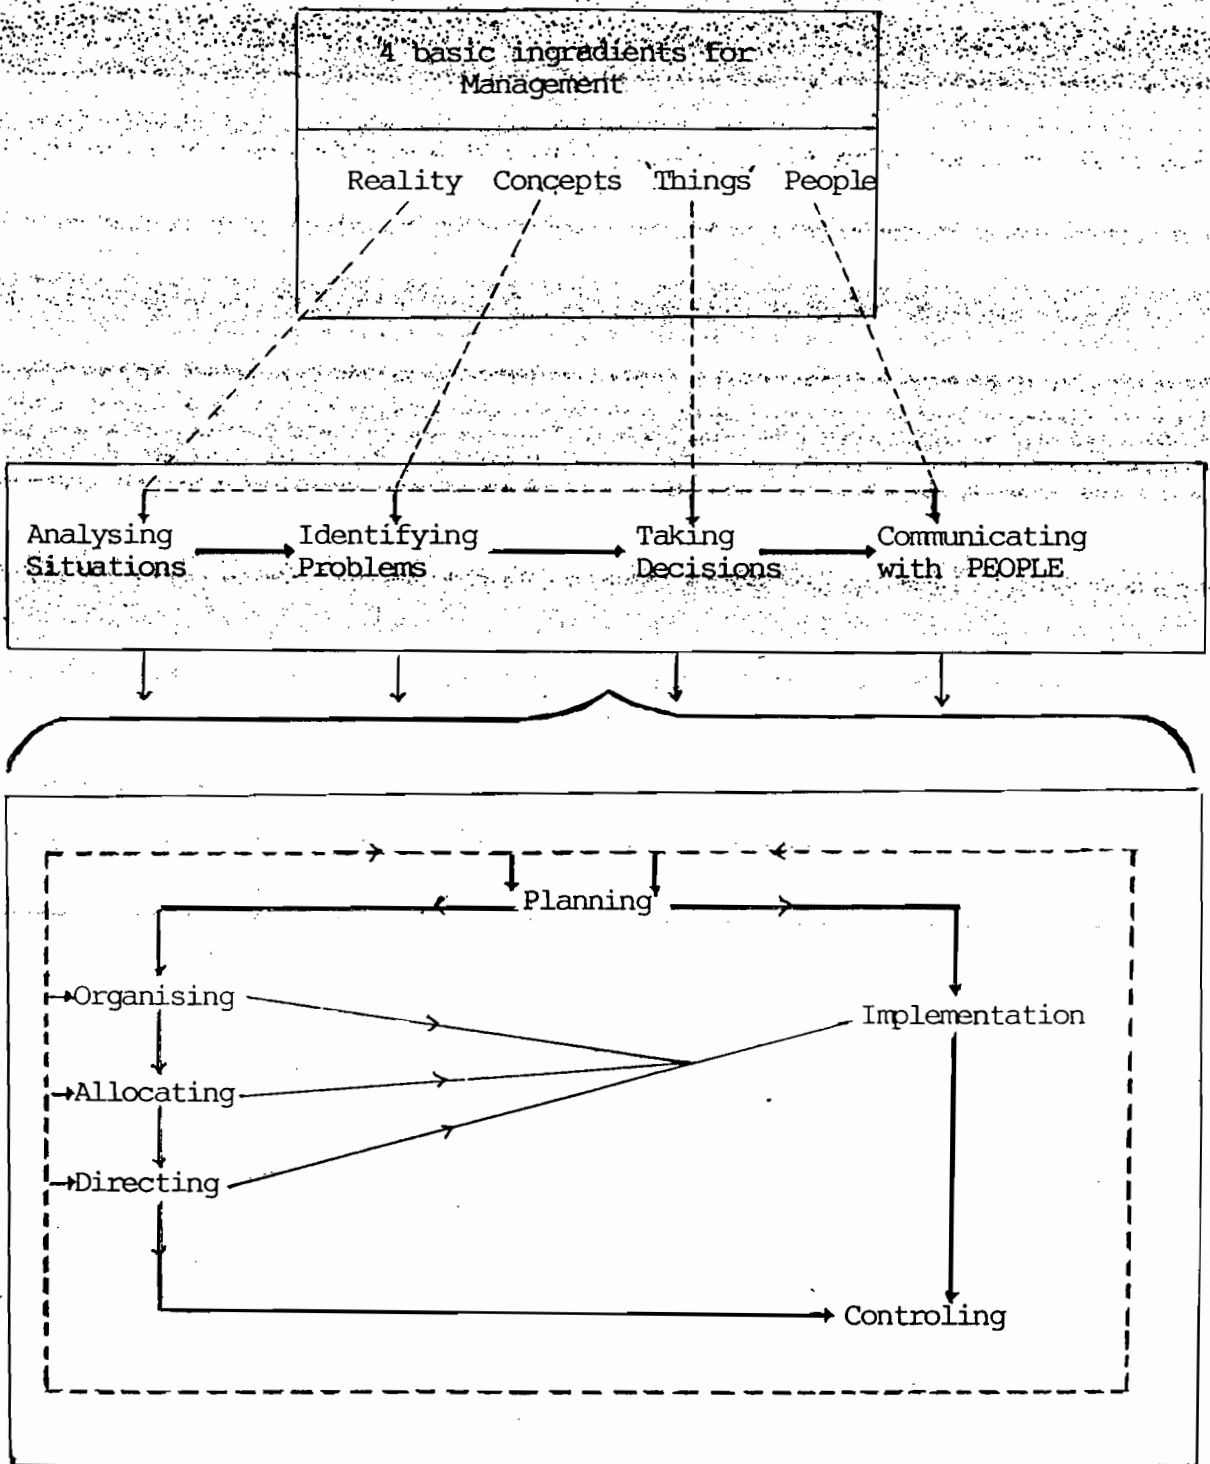 4 basic ingredients for
Management
Reality Concepts 'Things' People
Analysing Identifying Taking Communicating
Situations Problems Decisions with PEOPLE
Planning
Organising
Implementation
Allocating
Directing
Controling